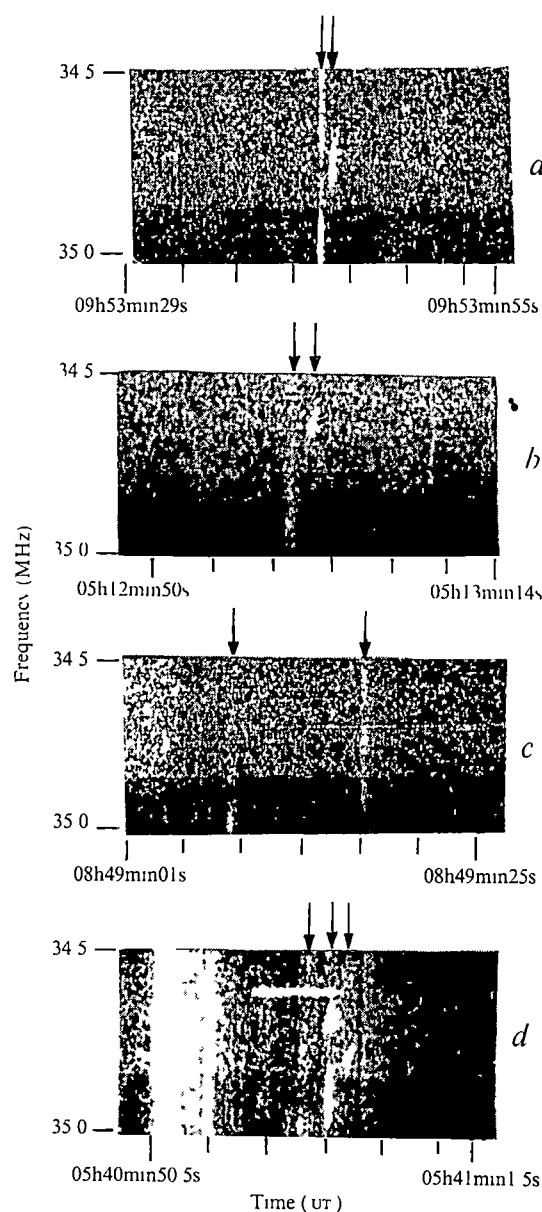 34 5
a
35 0
09h53min29s 09h53min55s
34 5
b
35 0
05h12min50s 05h13min14s
Frequency (MHz)
34 5
c
35 0
08h49min01s 08h49min25s
34 5
d
35 0
05h40min50 5s 05h41min1 5s
Time (UT)